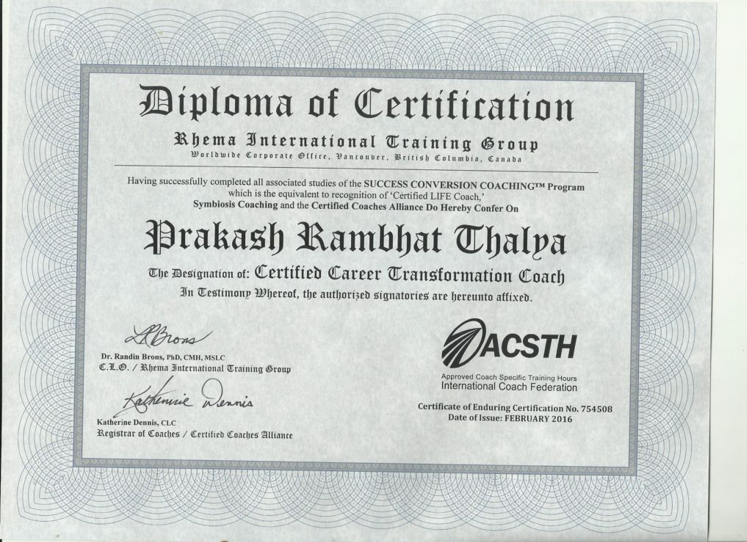 Diploma of Certification
Rhema International Training Group
Worldwide Corporate Office, Vancouver, British Columbia, Canada
Having successfully completed all associated studies of the SUCCESS CONVERSION COACHING™ Program
which is the equivalent to recognition of 'Certified LIFE Coach,'
Symbiosis Coaching and the Certified Coaches Alliance Do Hereby Confer On
Prakash Rambhat Thalya
The Designation of: Certified Career Transformation Coach
In Testimony Whereof, the authorized signatories are hereunto affixed.
Dr. Randin Brons, PhD, CMH, MSLC
C.L.O. / Rhema International Training Group
Katherine Dennis
Katherine Dennis, CLC
Registrar of Coaches / Certified Coaches Alliance
ACSTH
Approved Coach Specific Training Hours
International Coach Federation
Certificate of Enduring Certification No. 754508
Date of Issue: FEBRUARY 2016